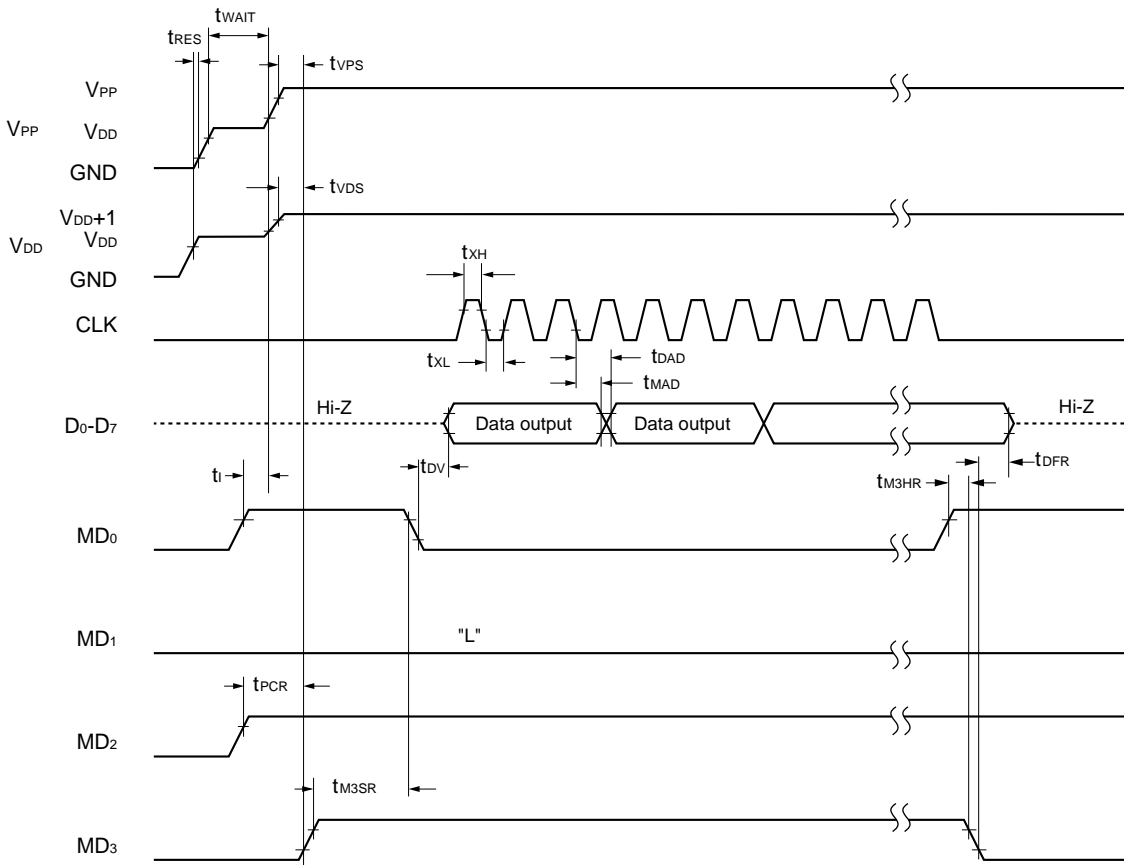 tWAIT
tRES
tVPS
VPP
VPP VDD
GND
tVDS
VDD+1
VDD VDD
GND
tXH
CLK
tXL
tDAD
tMAD
Hi-Z
Hi-Z
D0-D7
Data output
Data output
tI
tDV
tDFR
tM3HR
MD0
MD1
"L"
tPCR
MD2
tM3SR
MD3